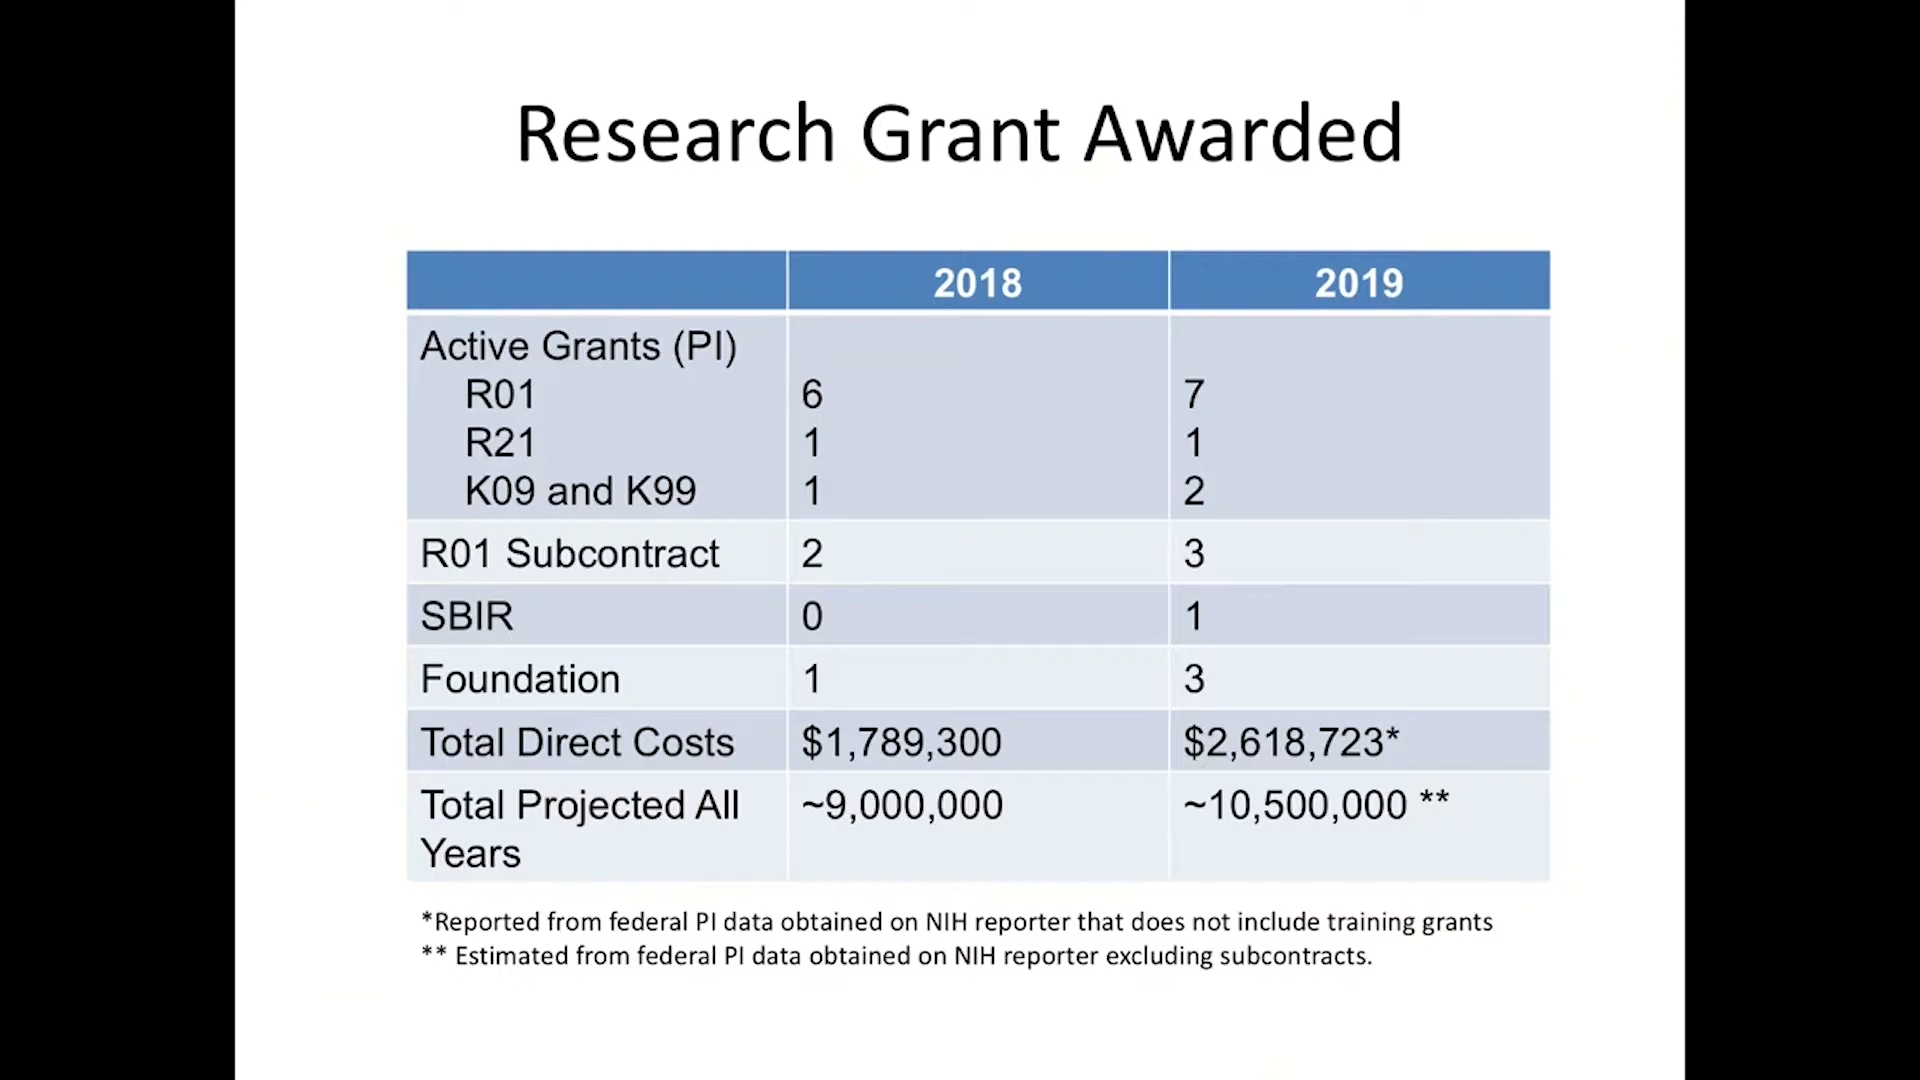 Research Grant Awarded
2018 2019
Active Grants (PI)
R01 6 7
R21 1 1
K09 and K99 1 2
R01 Subcontract 2 3
SBIR 0 1
Foundation 1 3
Total Direct Costs $1,789,300 $2,618,723*
Total Projected All ~9,000,000 ~10,500,000 **
Years
*Reported from federal PI data obtained on NIH reporter that does not include training grants
** Estimated from federal PI data obtained on NIH reporter excluding subcontracts.